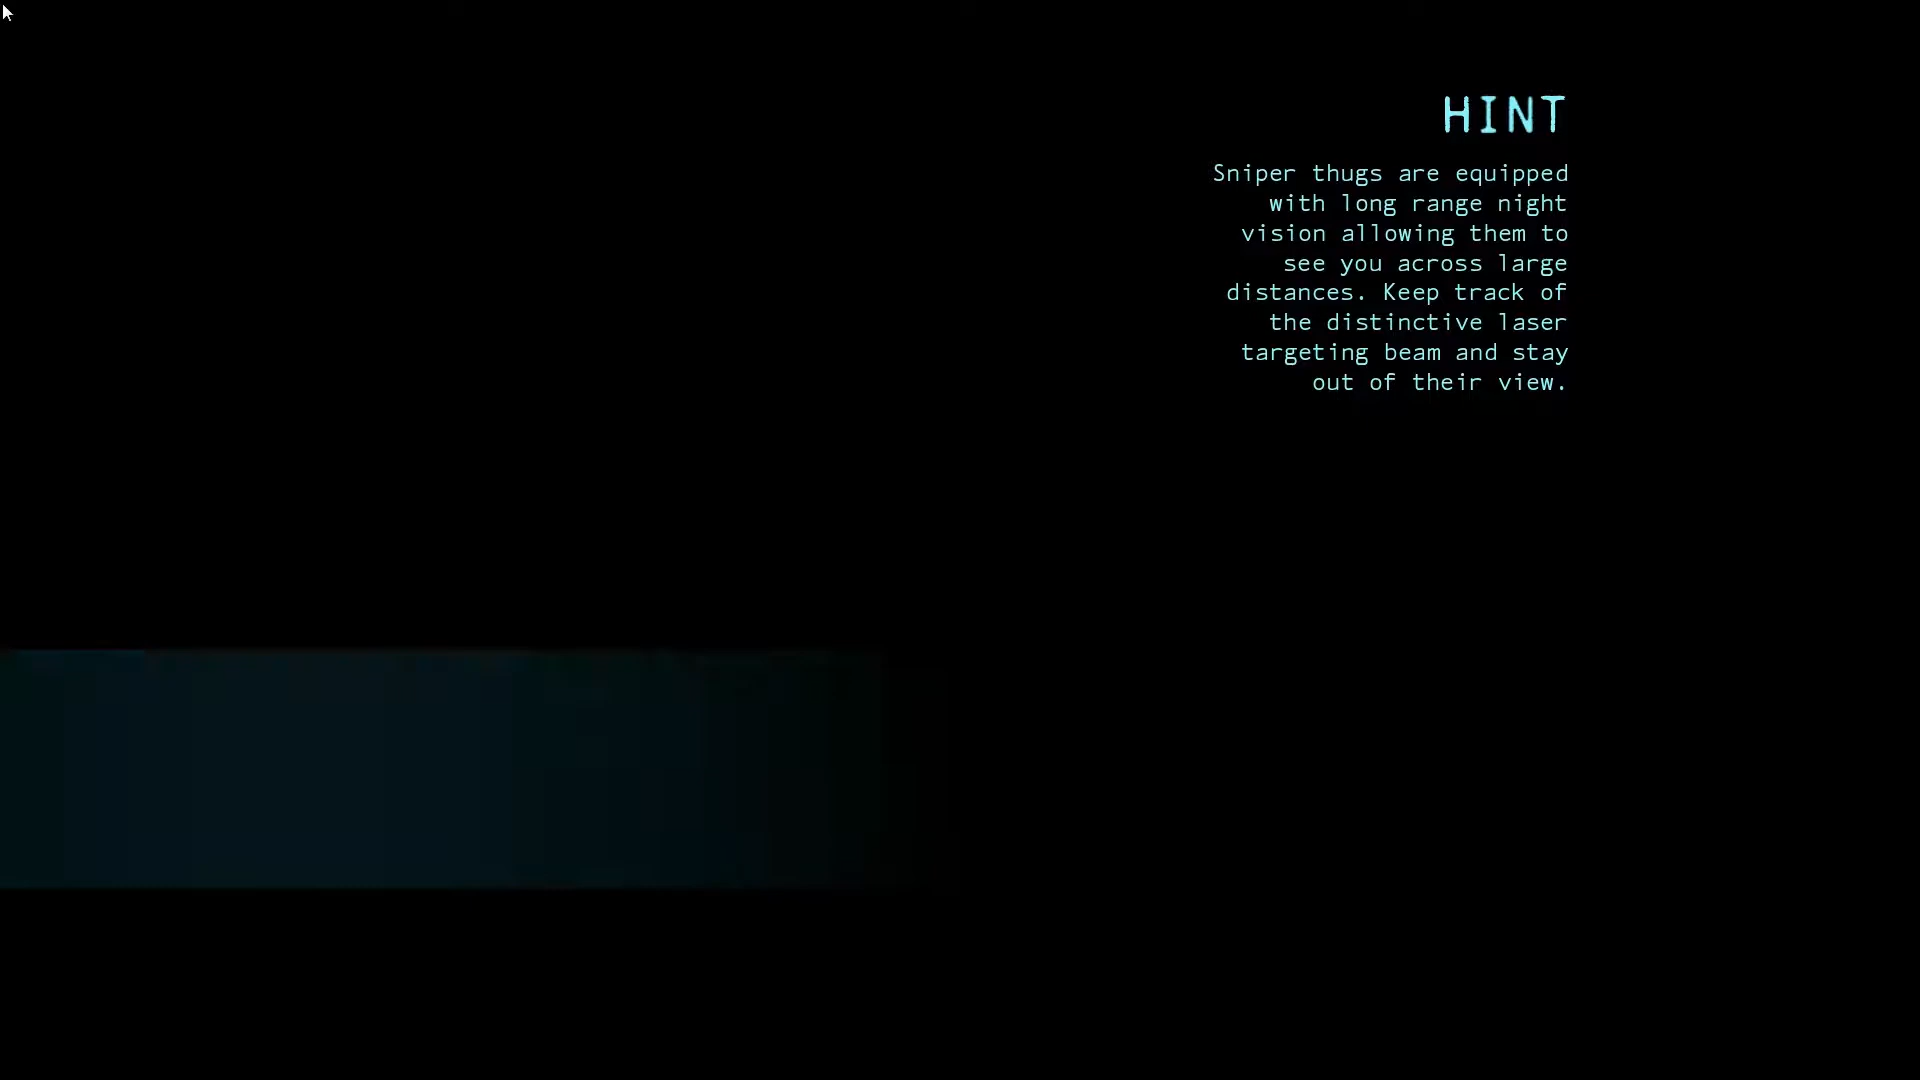 HINT
Sniper thugs are equipped
with long range night
vision allowing them to
see you across large
distances. Keep track of
the distinctive laser
targeting beam and stay
out of their view.